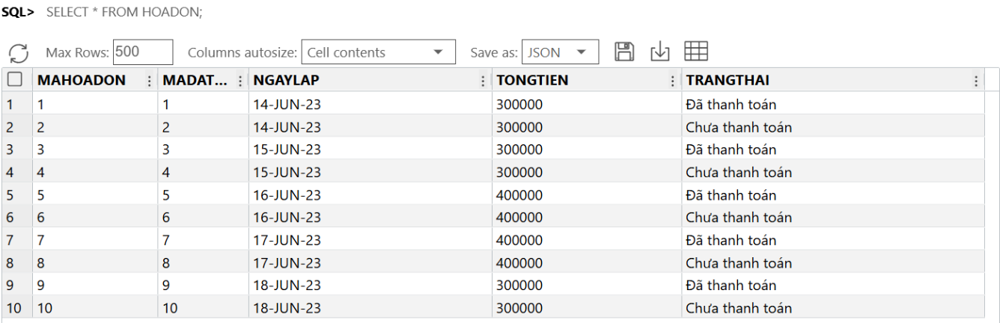 SQL> SELECT * FROM HOADON;
Max Rows: 500 Columns autosize: Cell contents Save as: JSON
MAHOADON MADAT... NGAYLAP TONGTIEN TRANGTHAI
1 1 1 14-JUN-23 300000 Đã thanh toán
2 2 2 14-JUN-23 300000 Chưa thanh toán
3 3 3 15-JUN-23 300000 Đã thanh toán
4 4 4 15-JUN-23 300000 Chưa thanh toán
5 5 5 16-JUN-23 400000 Đã thanh toán
6 6 6 16-JUN-23 400000 Chưa thanh toán
7 7 7 17-JUN-23 400000 Đã thanh toán
8 8 8 17-JUN-23 400000 Chưa thanh toán
9 9 9 18-JUN-23 300000 Đã thanh toán
10 10 10 18-JUN-23 300000 Chưa thanh toán